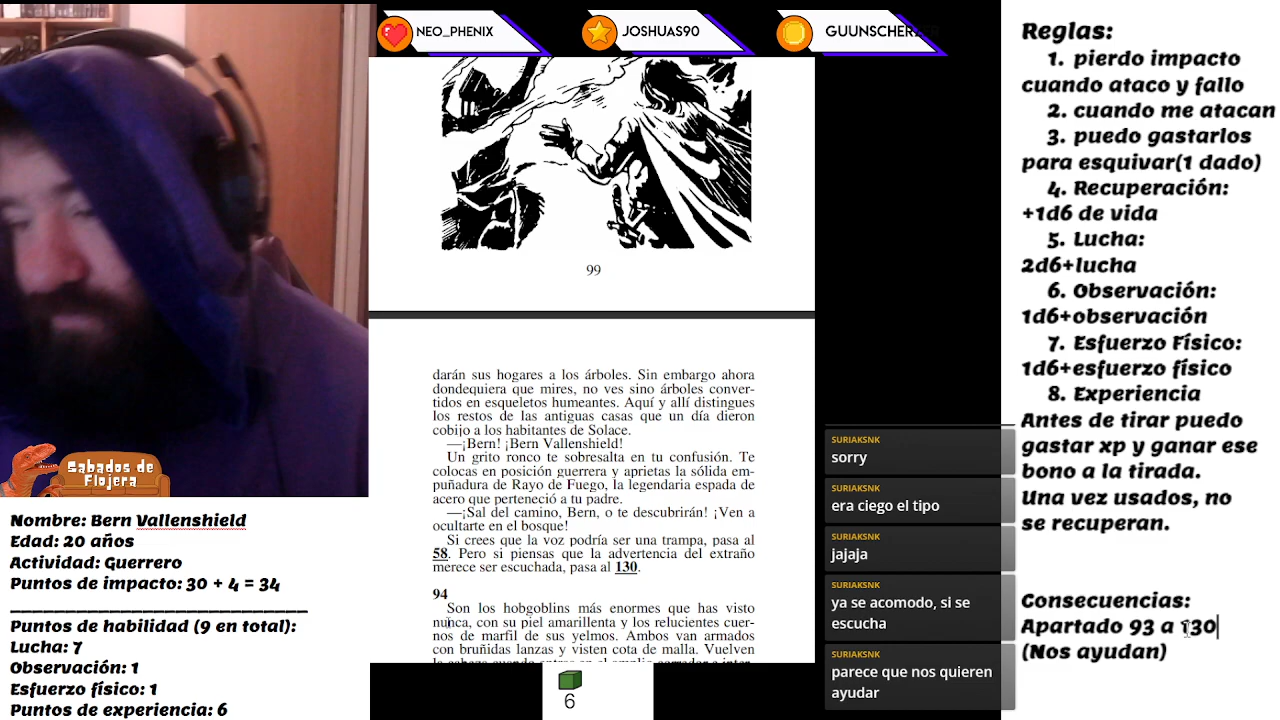 NEO_PHENIX
JOSHUAS90
GUUNSCHER
99
darán sus hogares a los árboles. Sin embargo ahora
dondequiera que mires, no ves sino árboles conver-
tidos en esqueletos humeantes. Aquí y allí distingues
los restos de las antiguas casas que un día dieron
cobijo a los habitantes de Solace.
—¡Bern! ¡Bern Vallenshield!
Un grito ronco te sobresalta en tu confusión. Te
colocas en posición guerrera y aprietas la sólida em-
puñadura de Rayo de Fuego, la legendaria espada de
acero que perteneció a tu padre.
—¡Sal del camino, Bern, o te descubrirán! ¡Ven a
ocultarte en el bosque!
Si crees que la voz podría ser una trampa, pasa al
58. Pero si piensas que la advertencia del extraño
merece ser escuchada, pasa al 130.
94
Son los hobgoblins más enormes que has visto
nunca, con su piel amarillenta y los relucientes cuer-
nos de marfil de sus yelmos. Ambos van armados
con bruñidas lanzas y visten cota de malla. Vuelven
6
Sabados de
Flojera
Nombre: Bern Vallenshield
Edad: 20 años
Actividad: Guerrero
Puntos de impacto: 30 + 4 = 34
Puntos de habilidad (9 en total):
Lucha: 7
Observación: 1
Esfuerzo físico: 1
Puntos de experiencia: 6
SURIAKSNK
sorry
SURIAKSNK
era ciego el tipo
SURIAKSNK
jajaja
SURIAKSNK
ya se acomodo, si se
escucha
SURIAKSNK
parece que nos quieren
ayudar
Reglas:
1. pierdo impacto
cuando ataco y fallo
2. cuando me atacan
3. puedo gastarlos
para esquivar(1 dado)
4. Recuperación:
+1d6 de vida
5. Lucha:
2d6+lucha
6. Observación:
1d6+observación
7. Esfuerzo Físico:
1d6+esfuerzo físico
8. Experiencia
Antes de tirar puedo
gastar xp y ganar ese
bono a la tirada.
Una vez usados, no
se recuperan.
Consecuencias:
Apartado 93 a 130
(Nos ayudan)